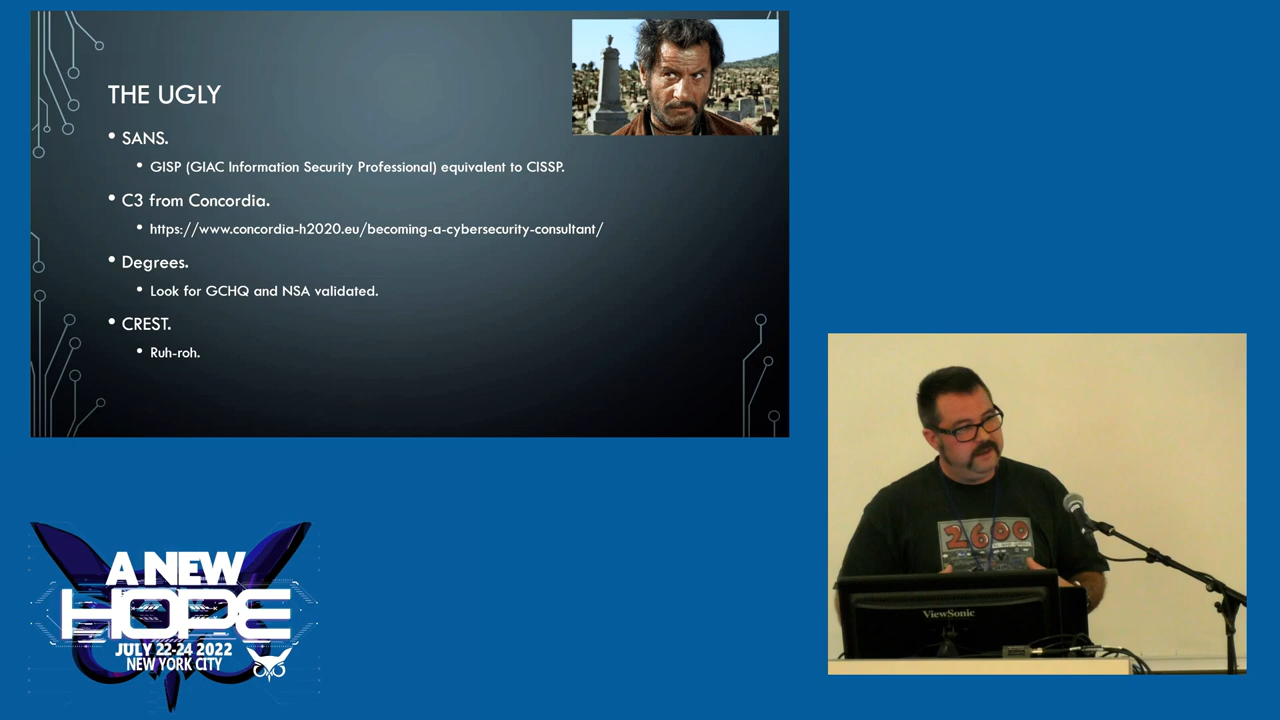 THE UGLY
• SANS.
• GISP (GIAC Information Security Professional) equivalent to CISSP.
• C3 from Concordia.
• https://www.concordia-h2020.eu/becoming-a-cybersecurity-consultant/
• Degrees.
• Look for GCHQ and NSA validated.
• CREST.
• Ruh-roh.
2600
ViewSonic
A NEW
HOPE
JULY 22-24 2022
NEW YORK CITY